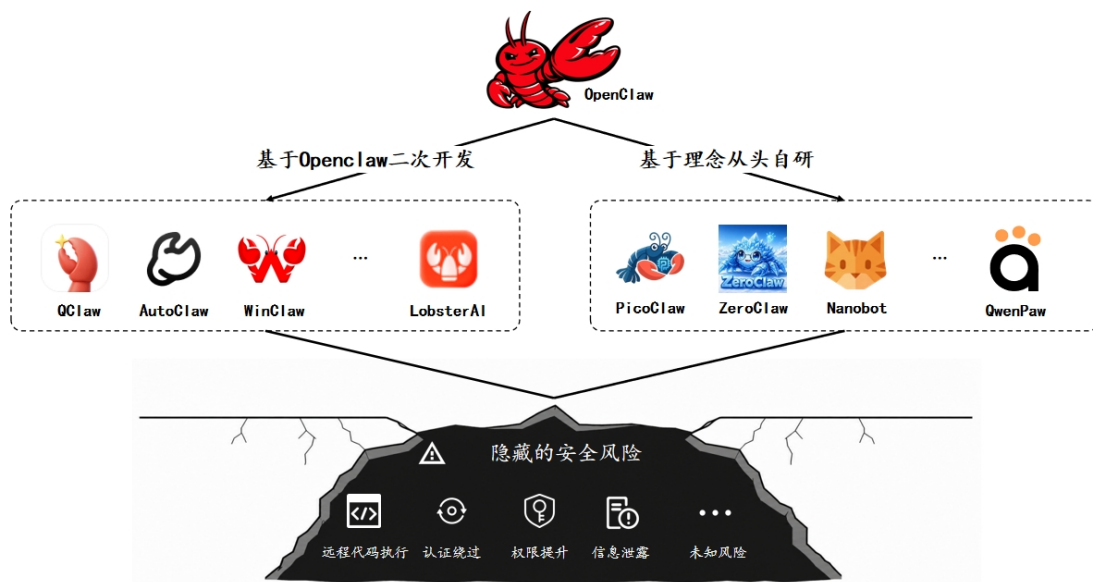 OpenClaw
基于Openclaw二次开发
基于理念从头自研
QClaw
AutoClaw
WinClaw
...
LobsterAI
PicoClaw
ZeroClaw
ZeroClaw
Nanobot
...
QwenPaw
隐藏的安全风险
远程代码执行
认证绕过
权限提升
信息泄露
未知风险